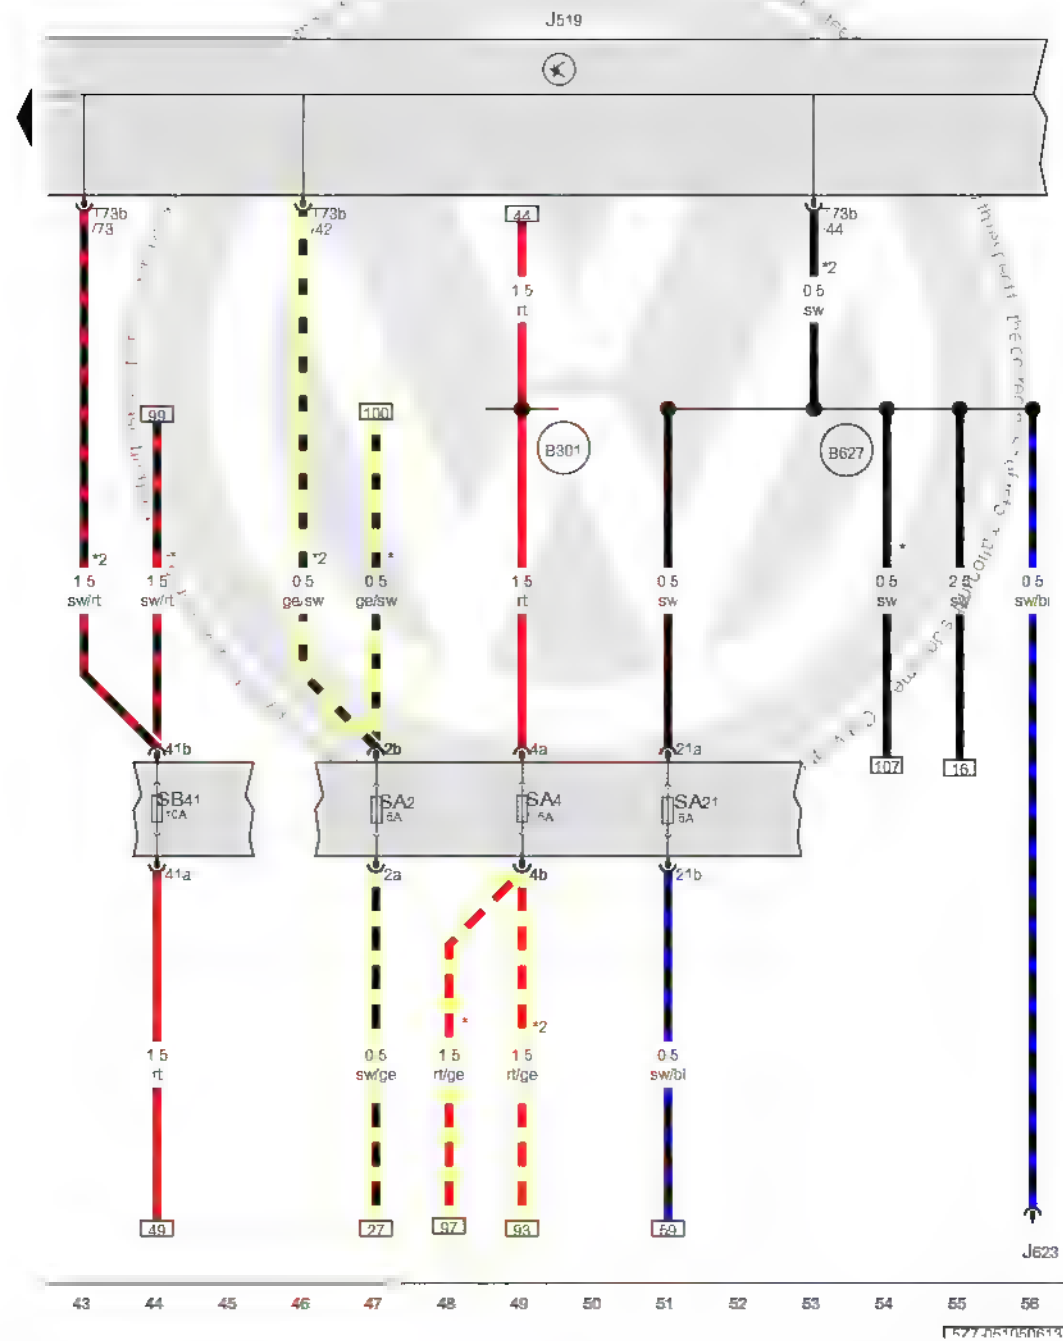 J519
T73b
/73
T73b
/42
44
T73b
/44
*2
1 5
rt
0 5
sw
99
100
B301
B627
*2
*
*2
*
*
1 5
sw/rt
1 5
sw/rt
0 5
ge/sw
0 5
ge/sw
1 5
rt
0 5
sw
0 5
sw
0 5
sw/bl
41b
2b
4a
21a
107
16
SB41
10A
SA2
5A
SA4
5A
SA21
5A
41a
2a
4b
21b
*
*2
1 5
rt
0 5
sw/ge
1 5
rt/ge
1 5
rt/ge
0 5
sw/bl
49
27
97
93
59
J623
43 44 45 46 47 48 49 50 51 52 53 54 55 56